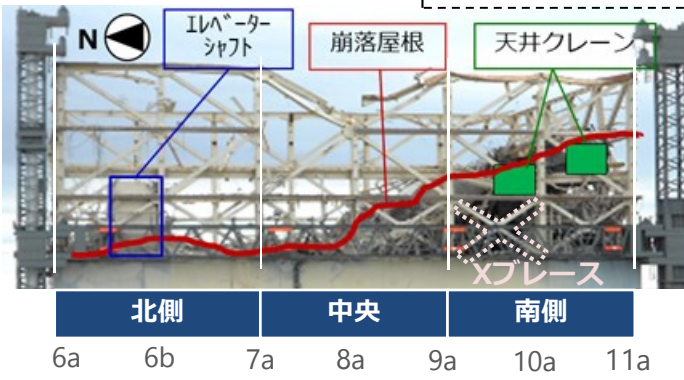 N
ｴﾚﾍﾞｰﾀｰ
ｼｬﾌﾄ
崩落屋根
天井クレーン
Xブレース
北側
中央
南側
6a
6b
7a
8a
9a
10a
11a